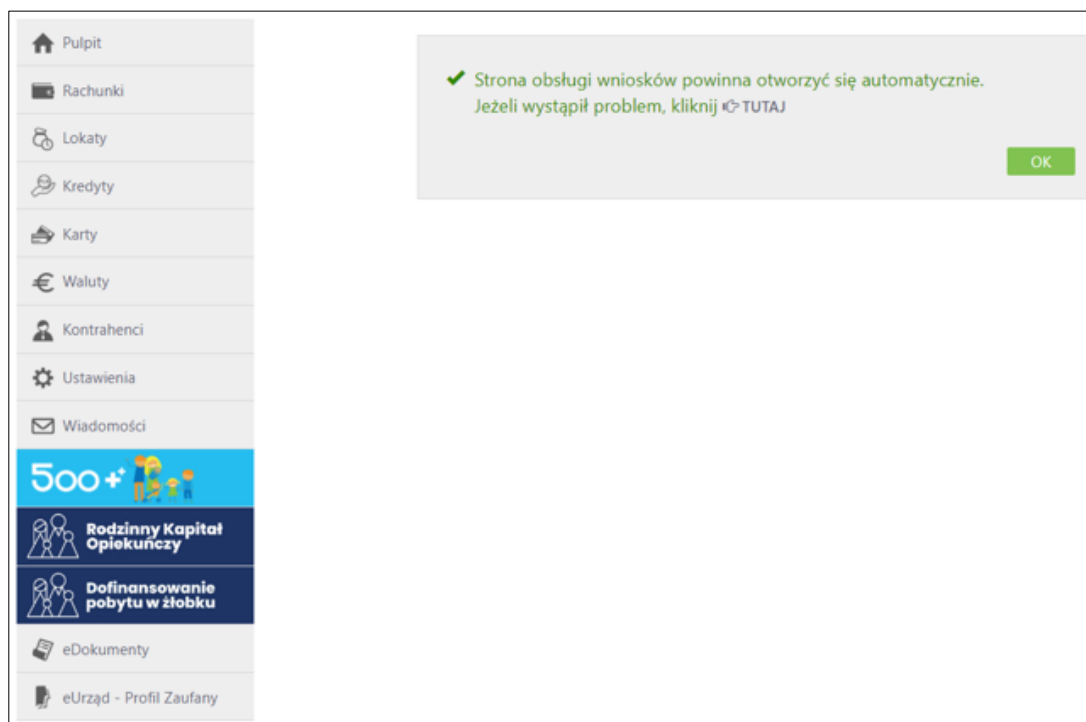 Pulpit
Rachunki
Lokaty
Kredyty
Karty
Waluty
Kontrahenci
Ustawienia
Wiadomości
500+
Rodzinny Kapitał
Opiekuńczy
Dofinansowanie
pobytu w żłobku
eDokumenty
eUrząd - Profil Zaufany
Strona obsługi wniosków powinna otworzyć się automatycznie.
Jeżeli wystąpił problem, kliknij TUTAJ
OK